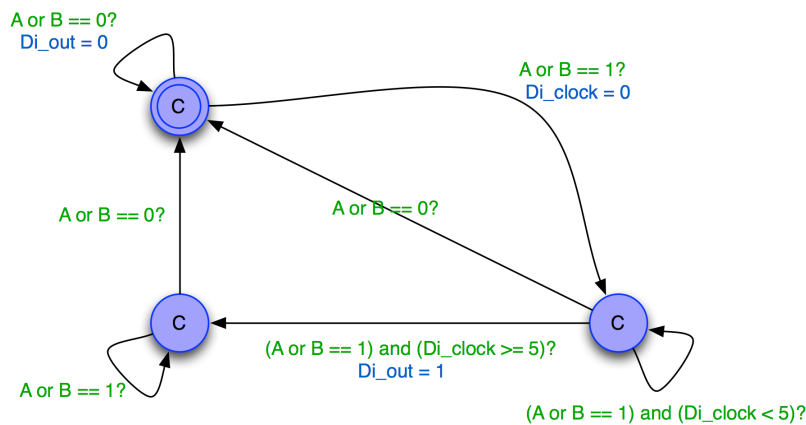 A or B == 0?
Di_out = 0
A or B == 1?
Di_clock = 0
C
A or B == 0?
A or B == 0?
C
C
(A or B == 1) and (Di_clock >= 5)?
Di_out = 1
A or B == 1?
(A or B == 1) and (Di_clock < 5)?